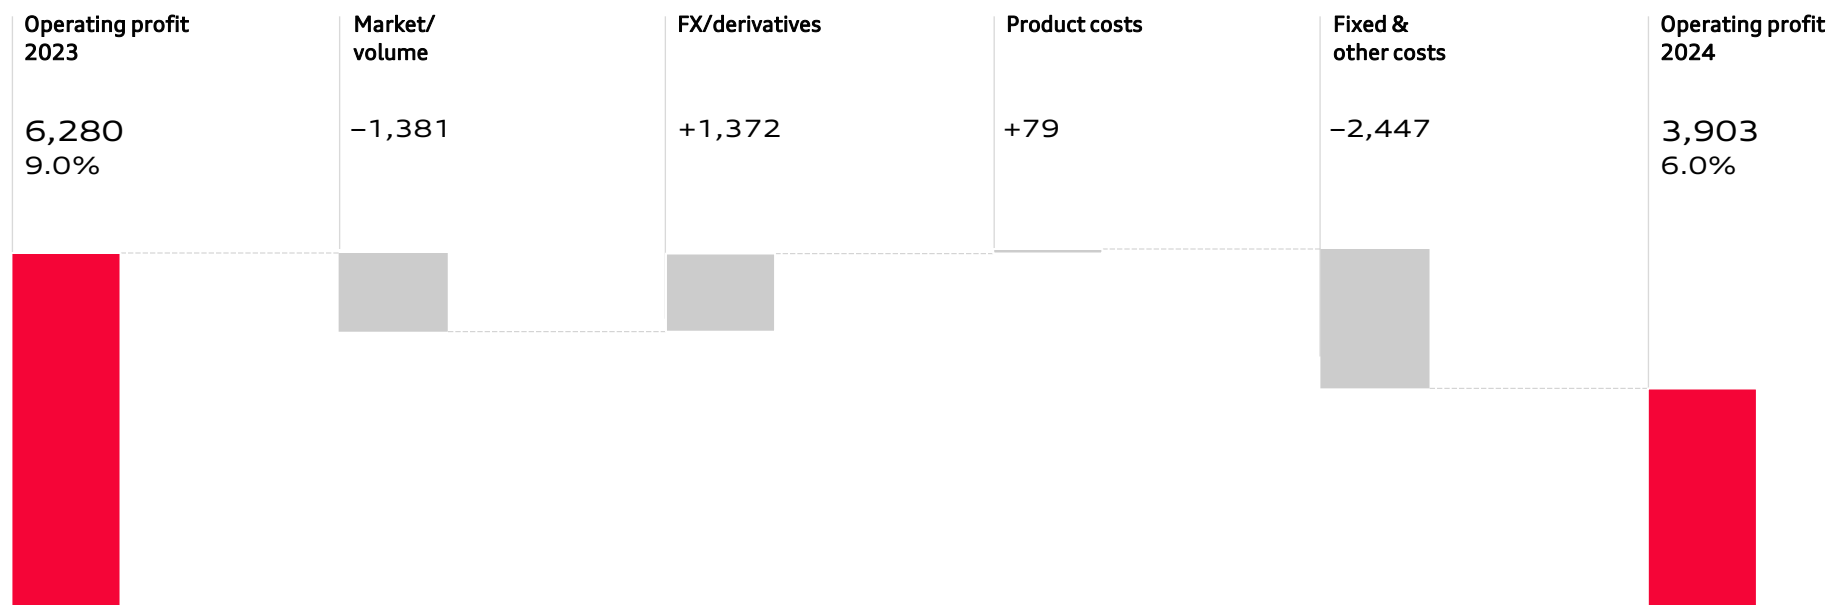 Operating profit
2023
6,280
9.0%
Market/
volume
–1,381
FX/derivatives
+1,372
Product costs
+79
Fixed &
other costs
–2,447
Operating profit
2024
3,903
6.0%